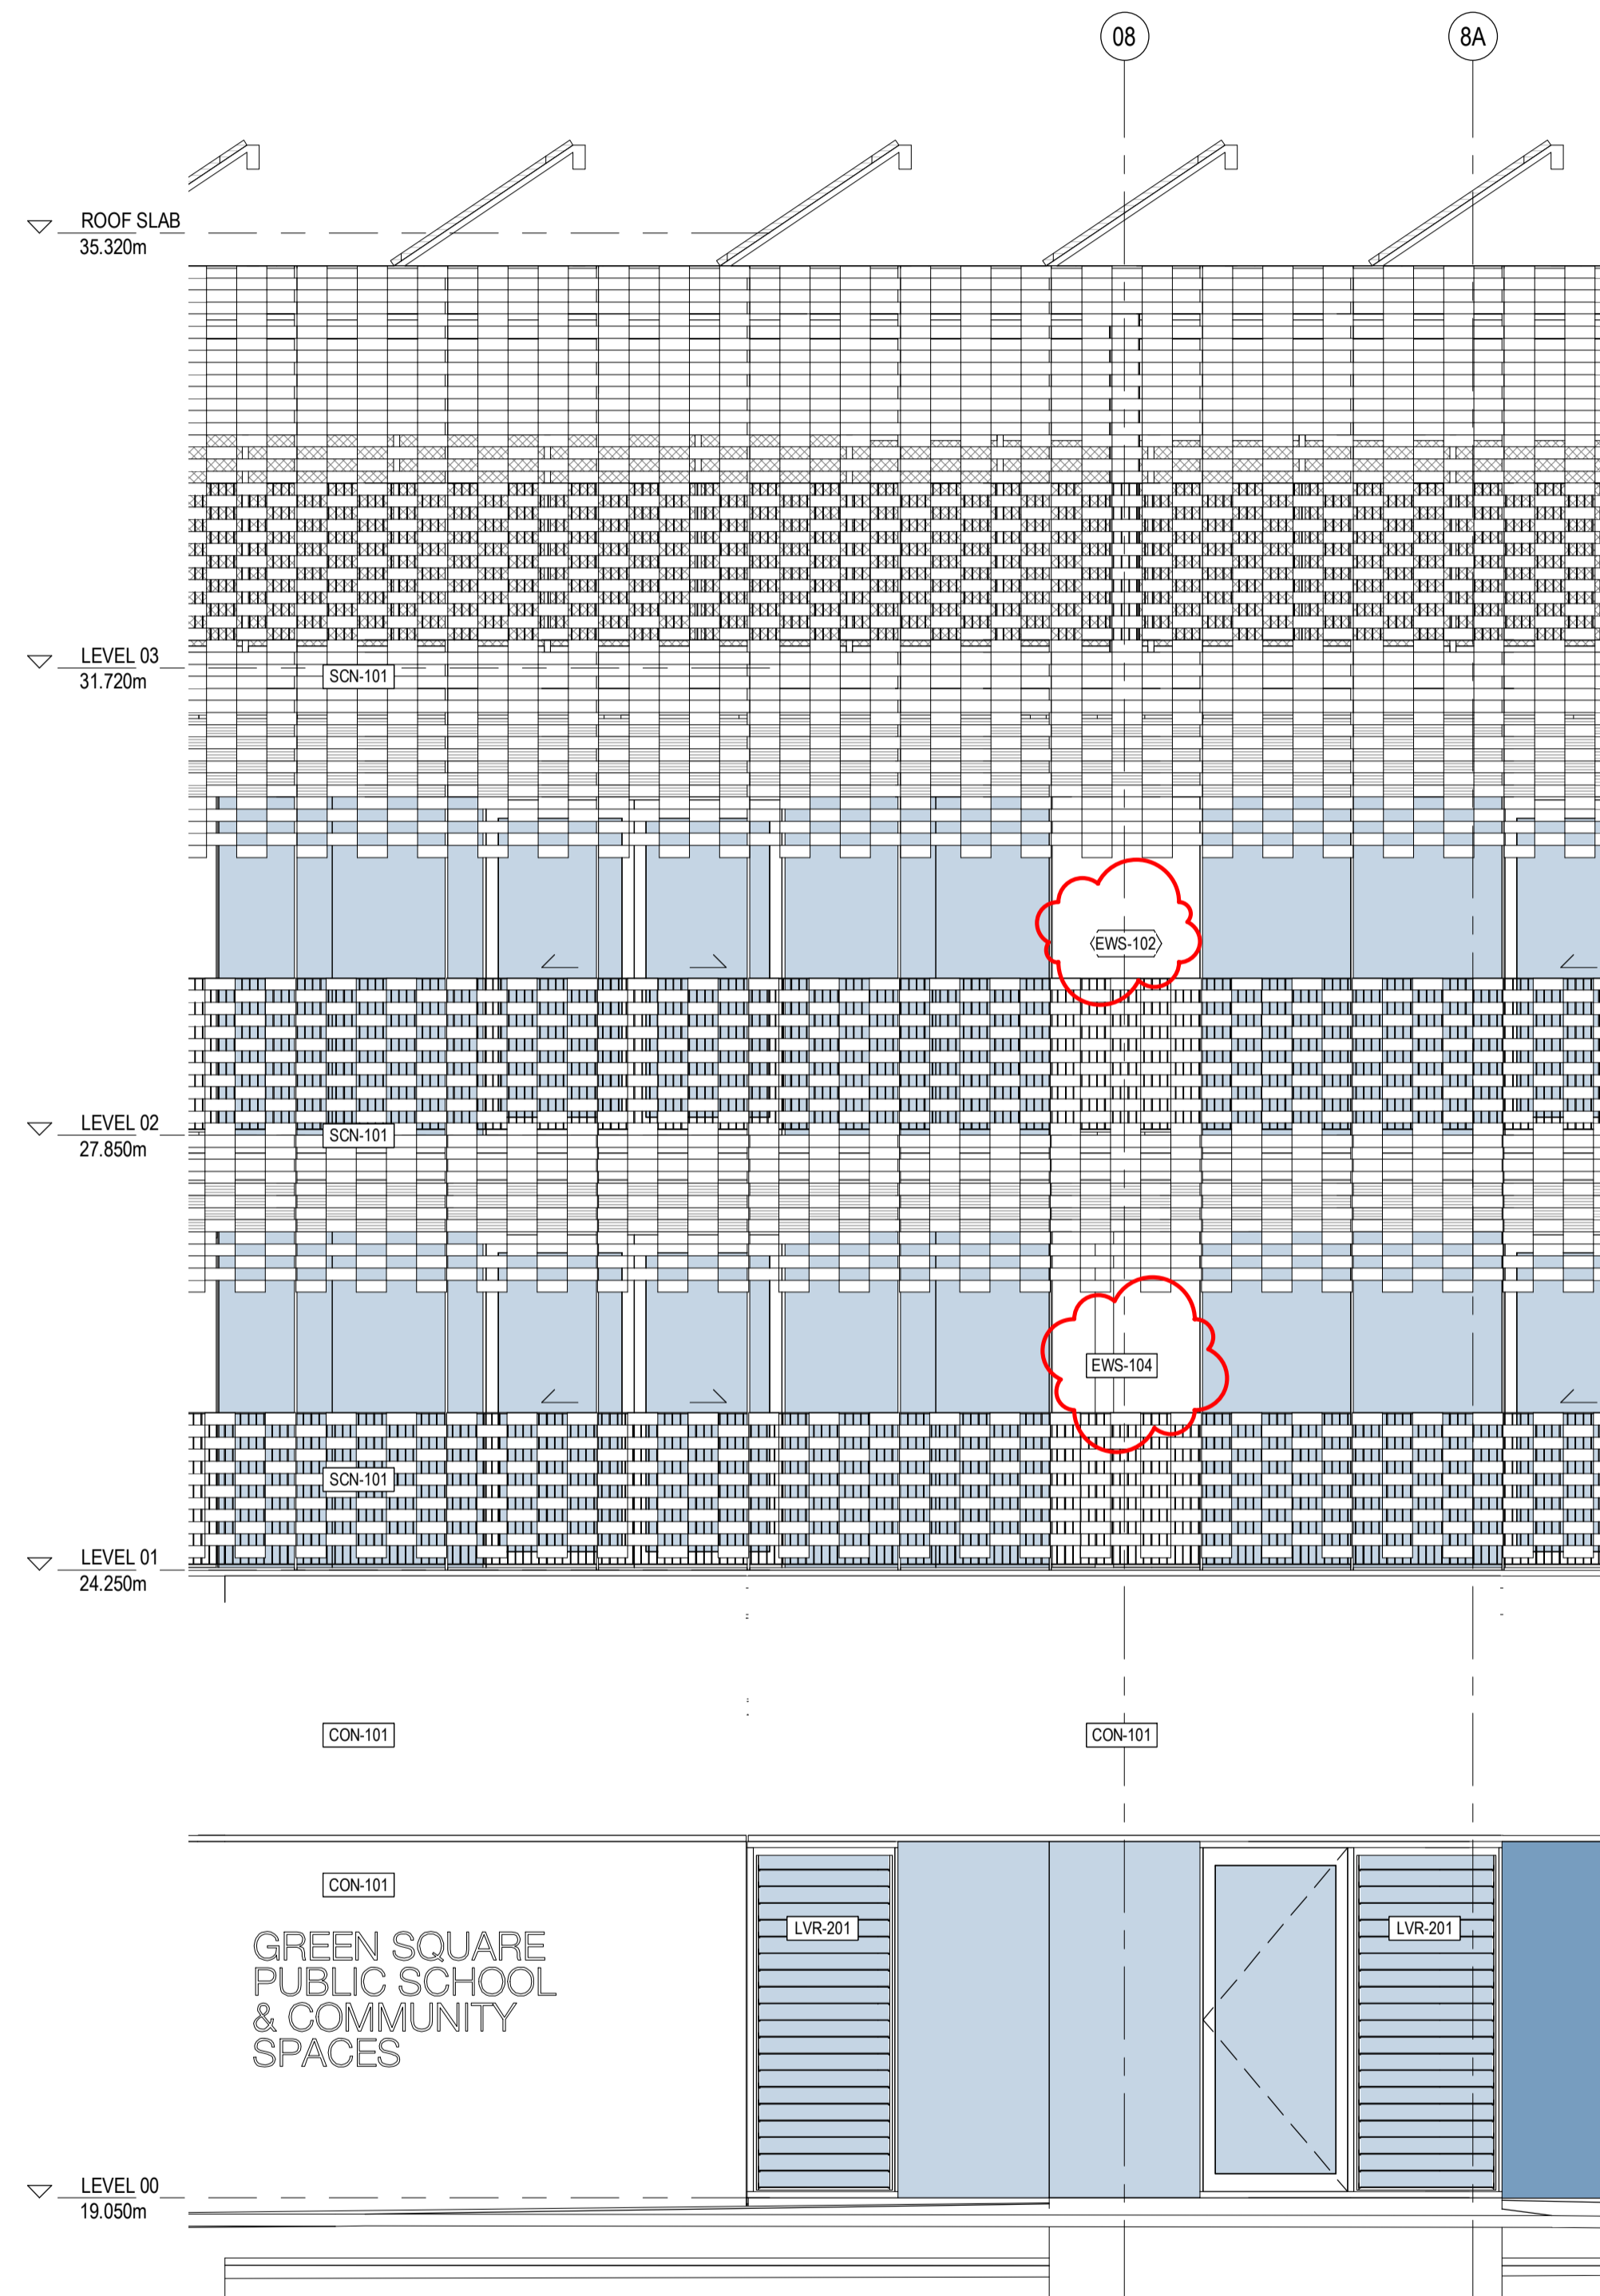 08
8A
ROOF SLAB
35.320m
LEVEL 03
31.720m
SCN-101
EWS-102
LEVEL 02
27.850m
SCN-101
EWS-104
SCN-101
LEVEL 01
24.250m
CON-101
CON-101
CON-101
LVR-201
LVR-201
GREEN SQUARE
PUBLIC SCHOOL
& COMMUNITY
SPACES
LEVEL 00
19.050m